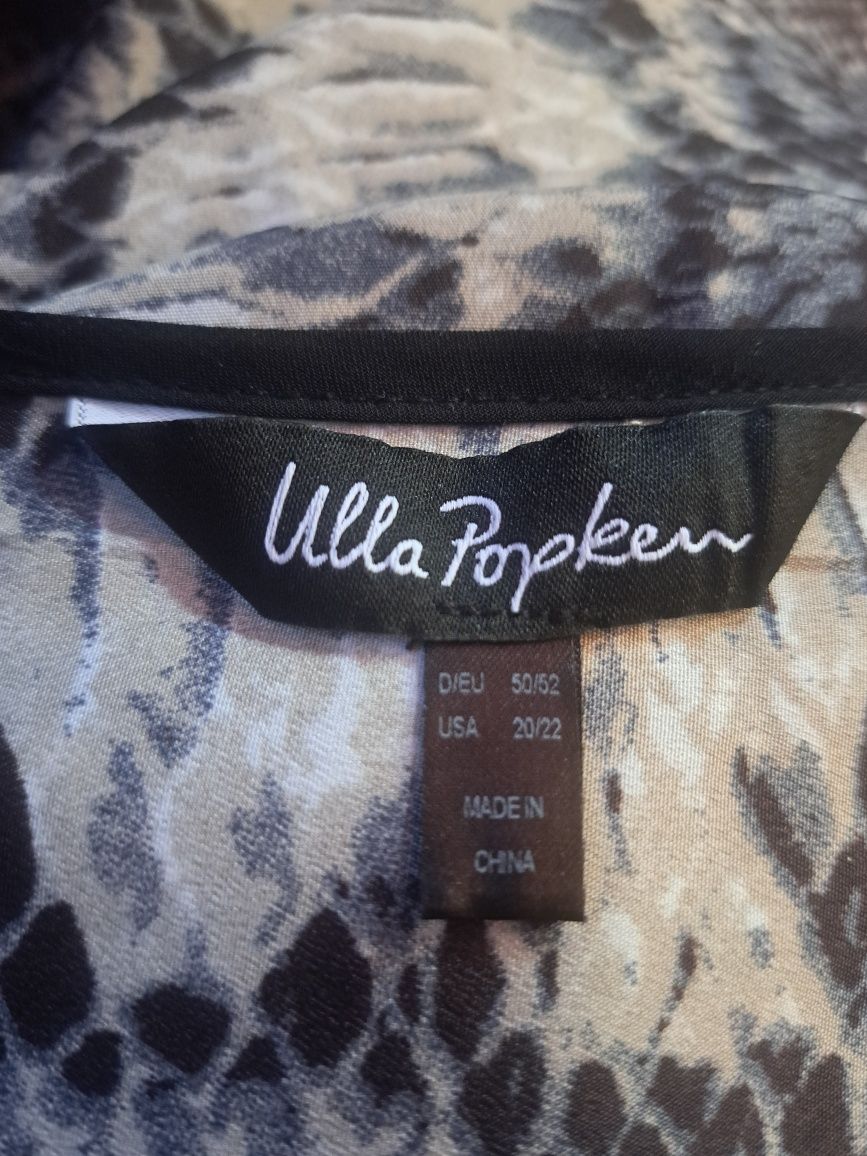 Ulla Popken
D/EU 50/52
USA 20/22
MADE IN
CHINA